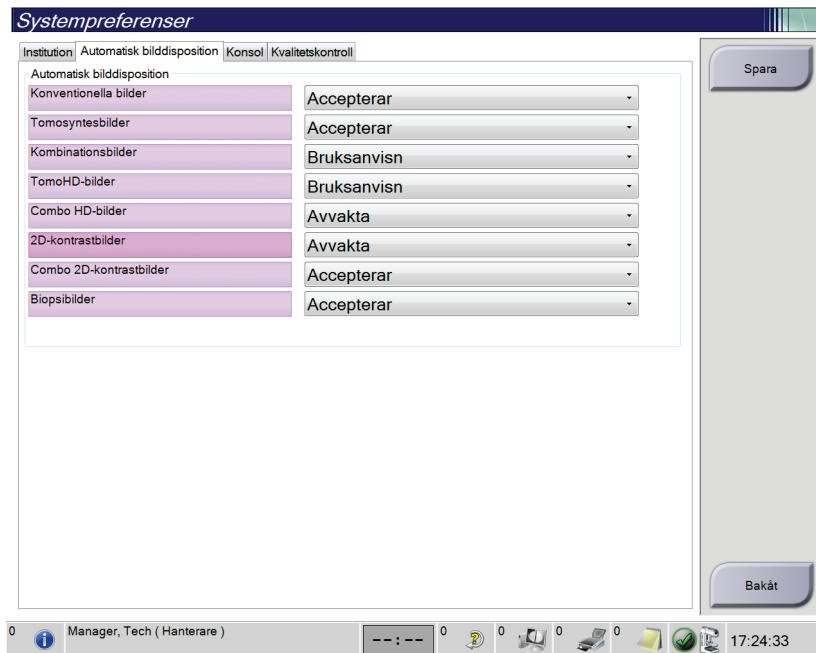 Systempreferenser
Institution Automatisk bilddisposition Konsol Kvalitetskontroll
Spara
Automatisk bilddisposition
Konventionella bilder Accepterar
Tomosyntesbilder Accepterar
Kombinationsbilder Bruksanvisn
TomoHD-bilder Bruksanvisn
Combo HD-bilder Avvakta
2D-kontrastbilder Avvakta
Combo 2D-kontrastbilder Accepterar
Biopsibilder Accepterar
Bakåt
0 Manager, Tech ( Hanterare ) --:-- 0 0 0 0 17:24:33